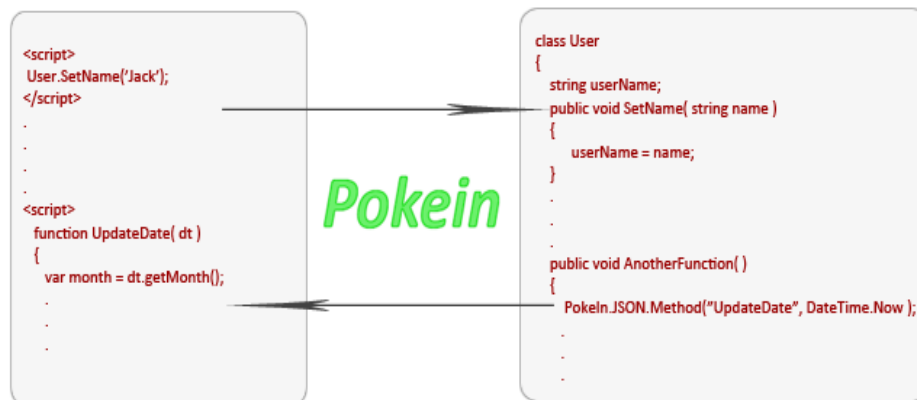 <script>
User.SetName('Jack');
</script>
.
.
.
.
<script>
function UpdateDate( dt )
{
var month = dt.getMonth();
.
.
.
Pokein
class User
{
string userName;
public void SetName( string name )
{
userName = name;
}
.
.
.
public void AnotherFunction( )
{
PokeIn.JSON.Method("UpdateDate", DateTime.Now );
.
.
.